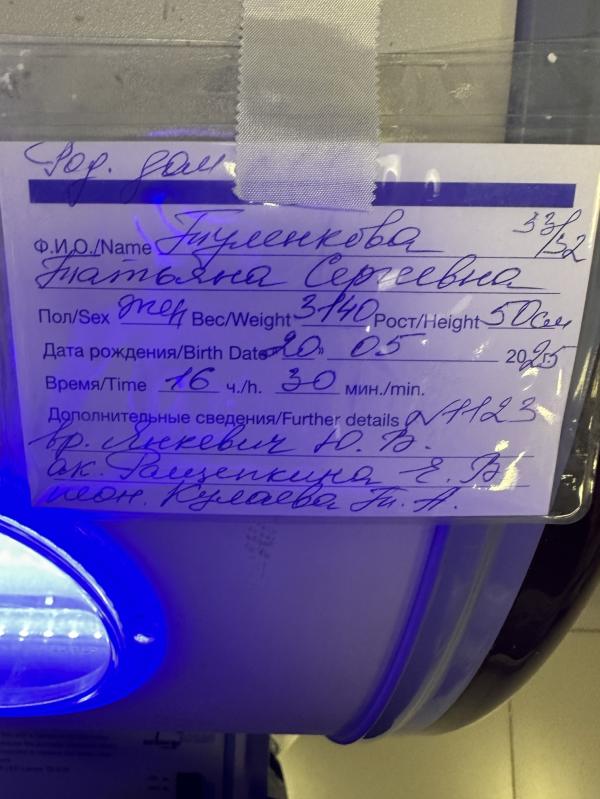 Род. дом
Ф.И.О./Name Туленкова 33/32
Татьяна Сергеевна
Пол/Sex жен Вес/Weight 3140 Рост/Height 50см
Дата рождения/Birth Date «20» 05 2025
Время/Time 16 ч./h. 30 мин./min.
Дополнительные сведения/Further details №1123
вр. Янкевич Ю. В.
ак. Ращепкина Е. В
неон. Кулаева Т. А.